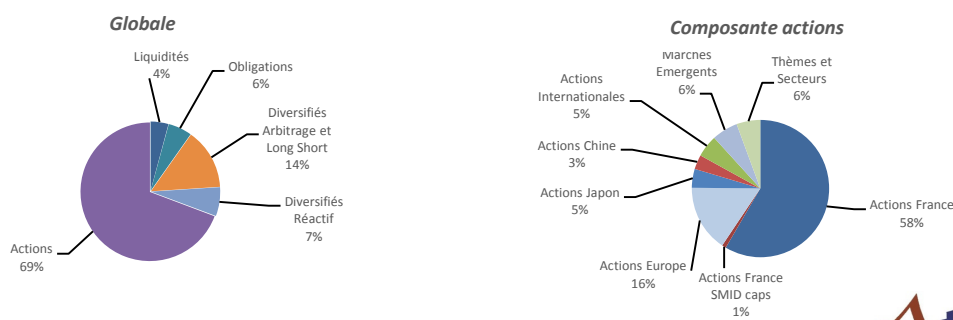 Globale
Liquidités
4%
Obligations
6%
Diversifiés
Arbitrage et
Long Short
14%
Diversifiés
Réactif
7%
Actions
69%
Composante actions
Marchés
Emergents
6%
Thèmes et
Secteurs
6%
Actions
Internationales
5%
Actions Chine
3%
Actions Japon
5%
Actions France
58%
Actions Europe
16%
Actions France
SMID caps
1%